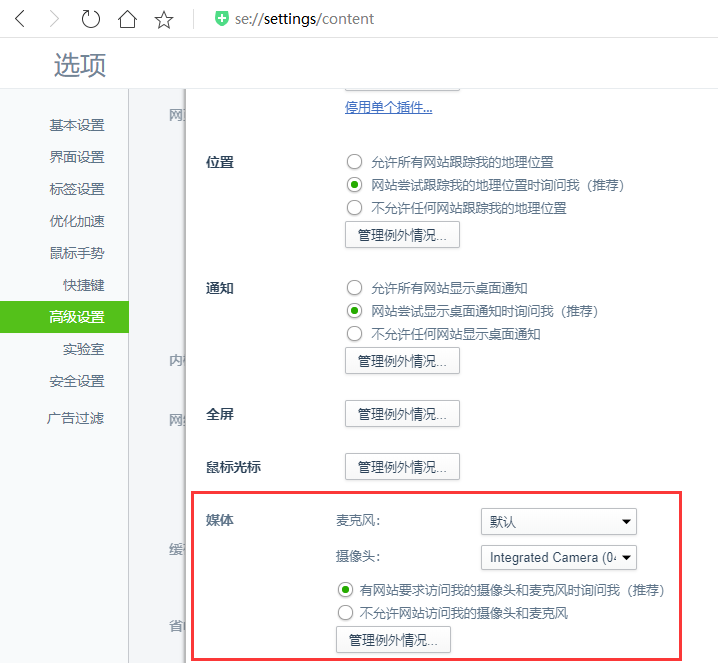 se://settings/content
选项
基本设置
界面设置
标签设置
优化加速
鼠标手势
快捷键
高级设置
实验室
安全设置
广告过滤
停用单个插件...
位置
允许所有网站跟踪我的地理位置
网站尝试跟踪我的地理位置时询问我（推荐）
不允许任何网站跟踪我的地理位置
管理例外情况...
通知
允许所有网站显示桌面通知
网站尝试显示桌面通知时询问我（推荐）
不允许任何网站显示桌面通知
管理例外情况...
全屏 管理例外情况...
鼠标光标 管理例外情况...
媒体 麦克风: 默认
摄像头: Integrated Camera (04
有网站要求访问我的摄像头和麦克风时询问我（推荐）
不允许网站访问我的摄像头和麦克风
管理例外情况...